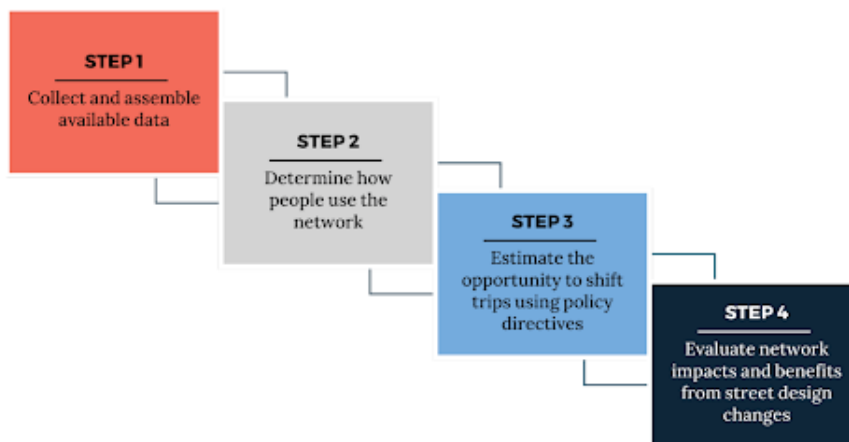 STEP 1
Collect and assemble
available data
STEP 2
Determine how
people use the
network
STEP 3
Estimate the
opportunity to shift
trips using policy
directives
STEP 4
Evaluate network
impacts and benefits
from street design
changes